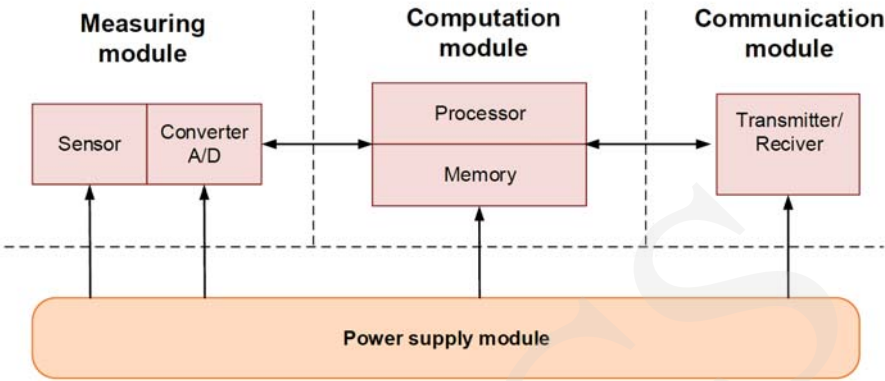 Measuring
module
Computation
module
Communication
module
Sensor
Converter
A/D
Processor
Memory
Transmitter/
Reciver
Power supply module